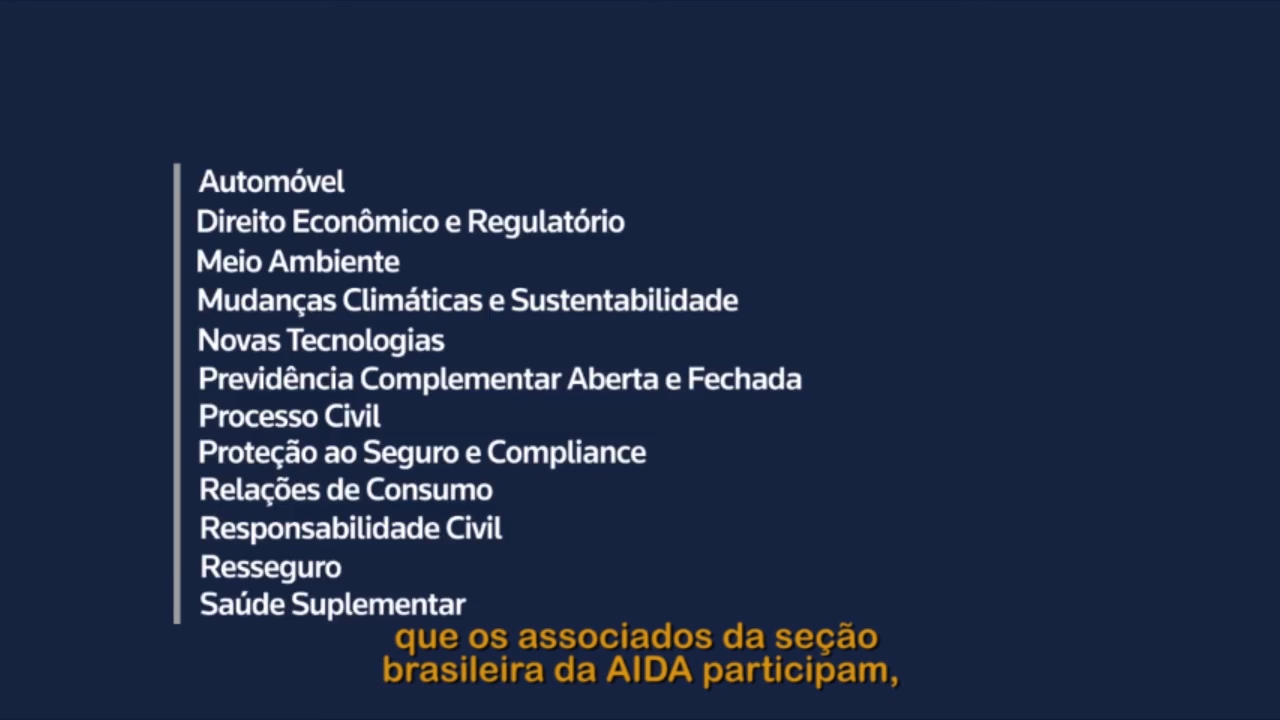 Automóvel
Direito Econômico e Regulatório
Meio Ambiente
Mudanças Climáticas e Sustentabilidade
Novas Tecnologias
Previdência Complementar Aberta e Fechada
Processo Civil
Proteção ao Seguro e Compliance
Relações de Consumo
Responsabilidade Civil
Resseguro
Saúde Suplementar
que os associados da seção
brasileira da AIDA participam,